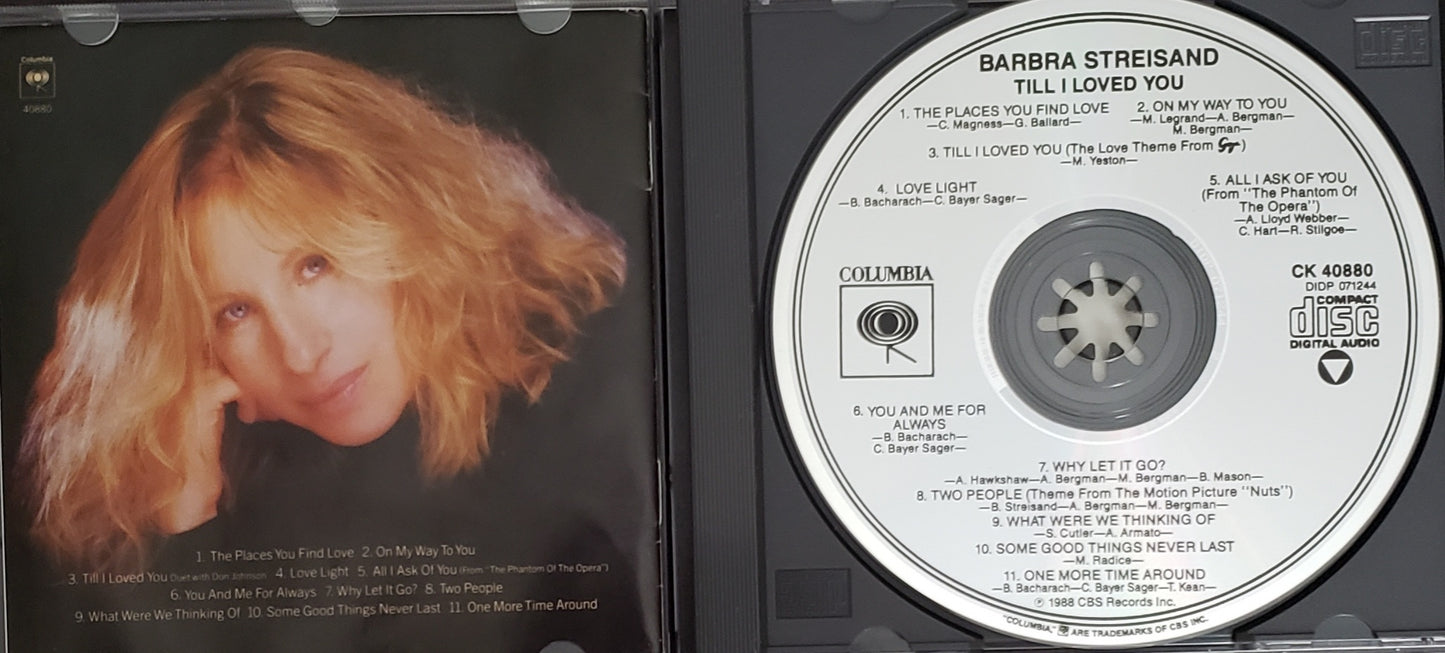 Columbia
40880
1. The Places You Find Love 2. On My Way To You
3. Till I Loved You Duet with Don Johnson 4. Love Light 5. All I Ask Of You (From "The Phantom Of The Opera")
6. You And Me For Always 7. Why Let It Go? 8. Two People
9. What Were We Thinking Of 10. Some Good Things Never Last 11. One More Time Around
disc
BARBRA STREISAND
TILL I LOVED YOU
1. THE PLACES YOU FIND LOVE
—C. Magness—G. Ballard—
2. ON MY WAY TO YOU
—M. Legrand—A. Bergman—
M. Bergman—
3. TILL I LOVED YOU (The Love Theme From )
—M. Yeston—
4. LOVE LIGHT
—B. Bacharach—C. Bayer Sager—
5. ALL I ASK OF YOU
(From "The Phantom Of
The Opera")
—A. Lloyd Webber—
C. Hart—R. Stilgoe—
COLUMBIA
CK 40880
DIDP 071244
COMPACT
disc
DIGITAL AUDIO
6. YOU AND ME FOR
ALWAYS
—B. Bacharach—
C. Bayer Sager—
7. WHY LET IT GO?
—A. Hawkshaw—A. Bergman—M. Bergman—B. Mason—
8. TWO PEOPLE (Theme From The Motion Picture "Nuts")
—B. Streisand—A. Bergman—M. Bergman—
9. WHAT WERE WE THINKING OF
—S. Cutler—A. Armato—
10. SOME GOOD THINGS NEVER LAST
—M. Radice—
11. ONE MORE TIME AROUND
—B. Bacharach—C. Bayer Sager—T. Kean—
℗ 1988 CBS Records Inc.
"COLUMBIA," ARE TRADEMARKS OF CBS INC.